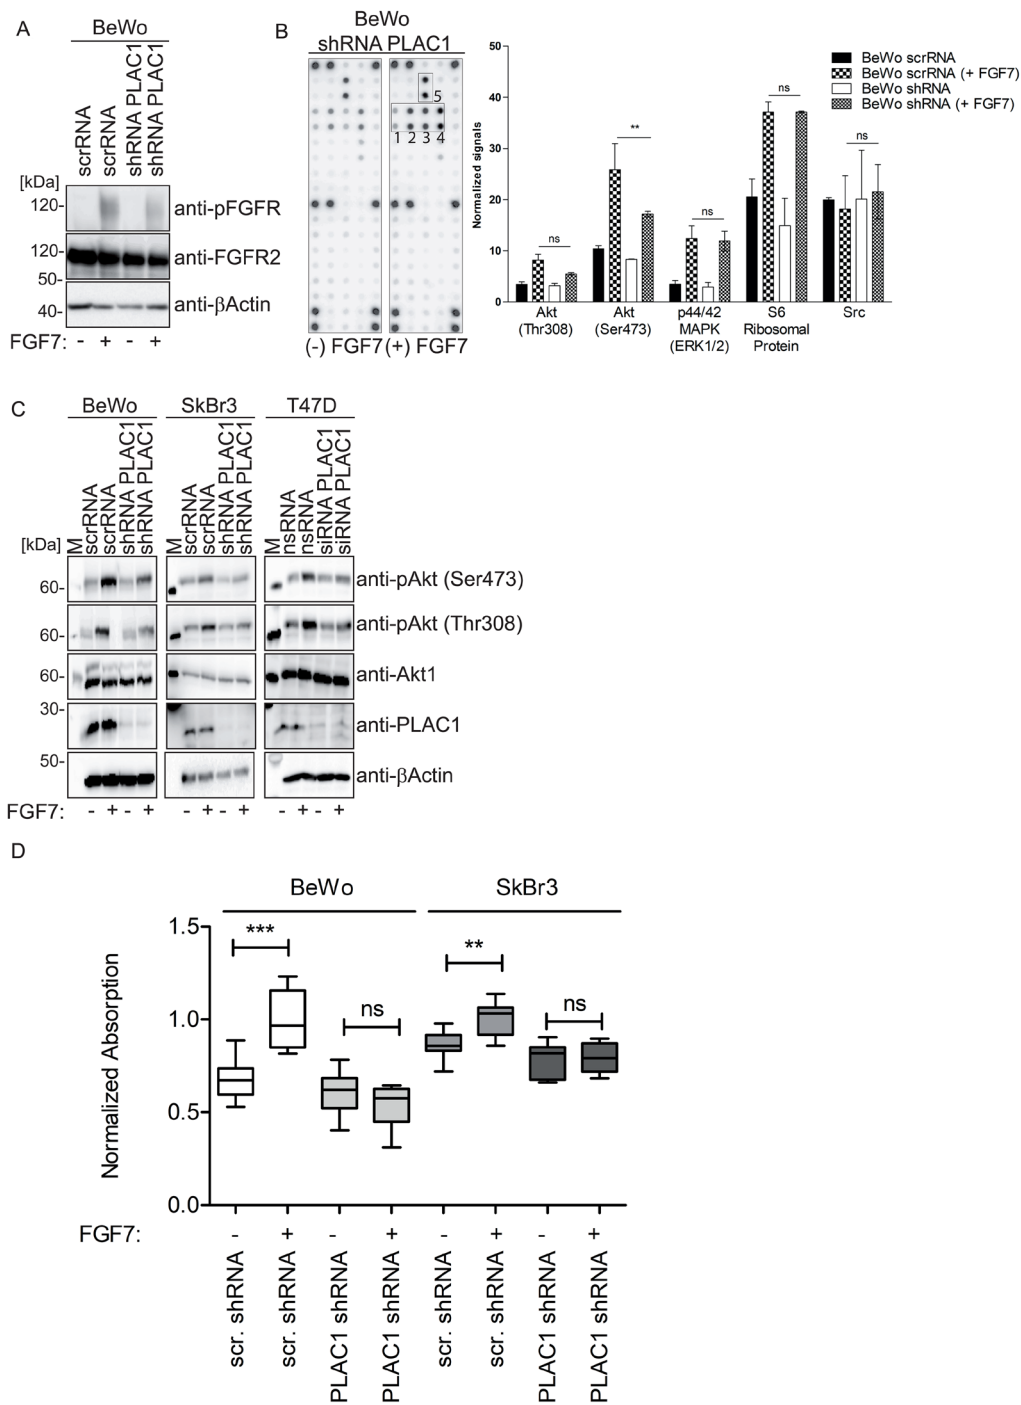 A
BeWo
scrRNA
scrRNA
shRNA PLAC1
shRNA PLAC1
[kDa]
120-
anti-pFGFR
120-
anti-FGFR2
50-
40-
anti-βActin
FGF7: - + - +
B
BeWo
shRNA PLAC1
5
1 2 3 4
(-) FGF7 (+) FGF7
Normalized signals
50
40
30
20
10
0
ns
**
ns
ns
ns
BeWo scrRNA
BeWo scrRNA (+ FGF7)
BeWo shRNA
BeWo shRNA (+ FGF7)
Akt
(Thr308)
Akt
(Ser473)
p44/42
MAPK
(ERK1/2)
S6
Ribosomal
Protein
Src
C
BeWo SkBr3 T47D
M
scrRNA
scrRNA
shRNA PLAC1
shRNA PLAC1
M
scrRNA
scrRNA
shRNA PLAC1
shRNA PLAC1
M
nsRNA
nsRNA
siRNA PLAC1
siRNA PLAC1
[kDa]
60-
anti-pAkt (Ser473)
60-
anti-pAkt (Thr308)
60-
anti-Akt1
30-
anti-PLAC1
50-
anti-βActin
FGF7: - + - + - + - + - + - +
D
BeWo SkBr3
Normalized Absorption
1.5
1.0
0.5
0.0
***
ns
**
ns
FGF7: - + - + - + - +
scr. shRNA
scr. shRNA
PLAC1 shRNA
PLAC1 shRNA
scr. shRNA
scr. shRNA
PLAC1 shRNA
PLAC1 shRNA